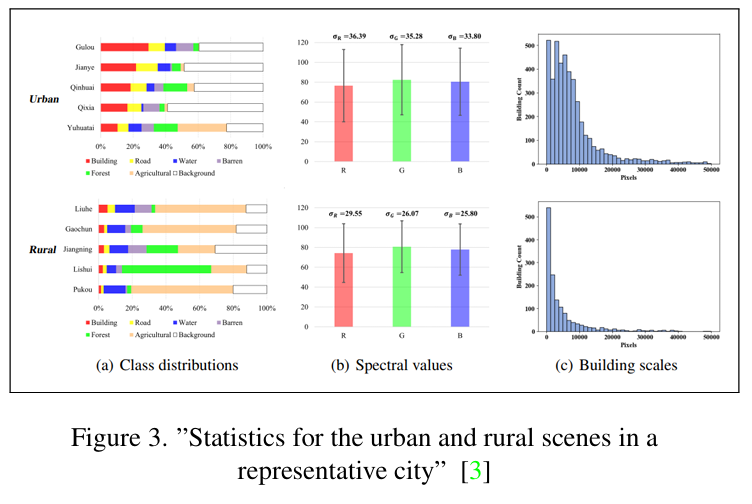 Urban
Gulou
Jianye
Qinhuai
Qixia
Yuhuatai
0% 20% 40% 60% 80% 100%
Building Road Water Barren
Forest Agricultural Background
σR =36.39 σG =35.28 σB =33.80
120
100
80
60
40
20
0
R G B
Building Count
500
400
300
200
100
0
0 10000 20000 30000 40000 50000
Pixels
Rural
Liuhe
Gaochun
Jiangning
Lishui
Pukou
0% 20% 40% 60% 80% 100%
Building Road Water Barren
Forest Agricultural Background
σR =29.55 σG =26.07 σB =25.80
120
100
80
60
40
20
0
R G B
Building Count
500
400
300
200
100
0
0 10000 20000 30000 40000 50000
Pixels
(a) Class distributions (b) Spectral values (c) Building scales
Figure 3. ”Statistics for the urban and rural scenes in a
representative city” [3]